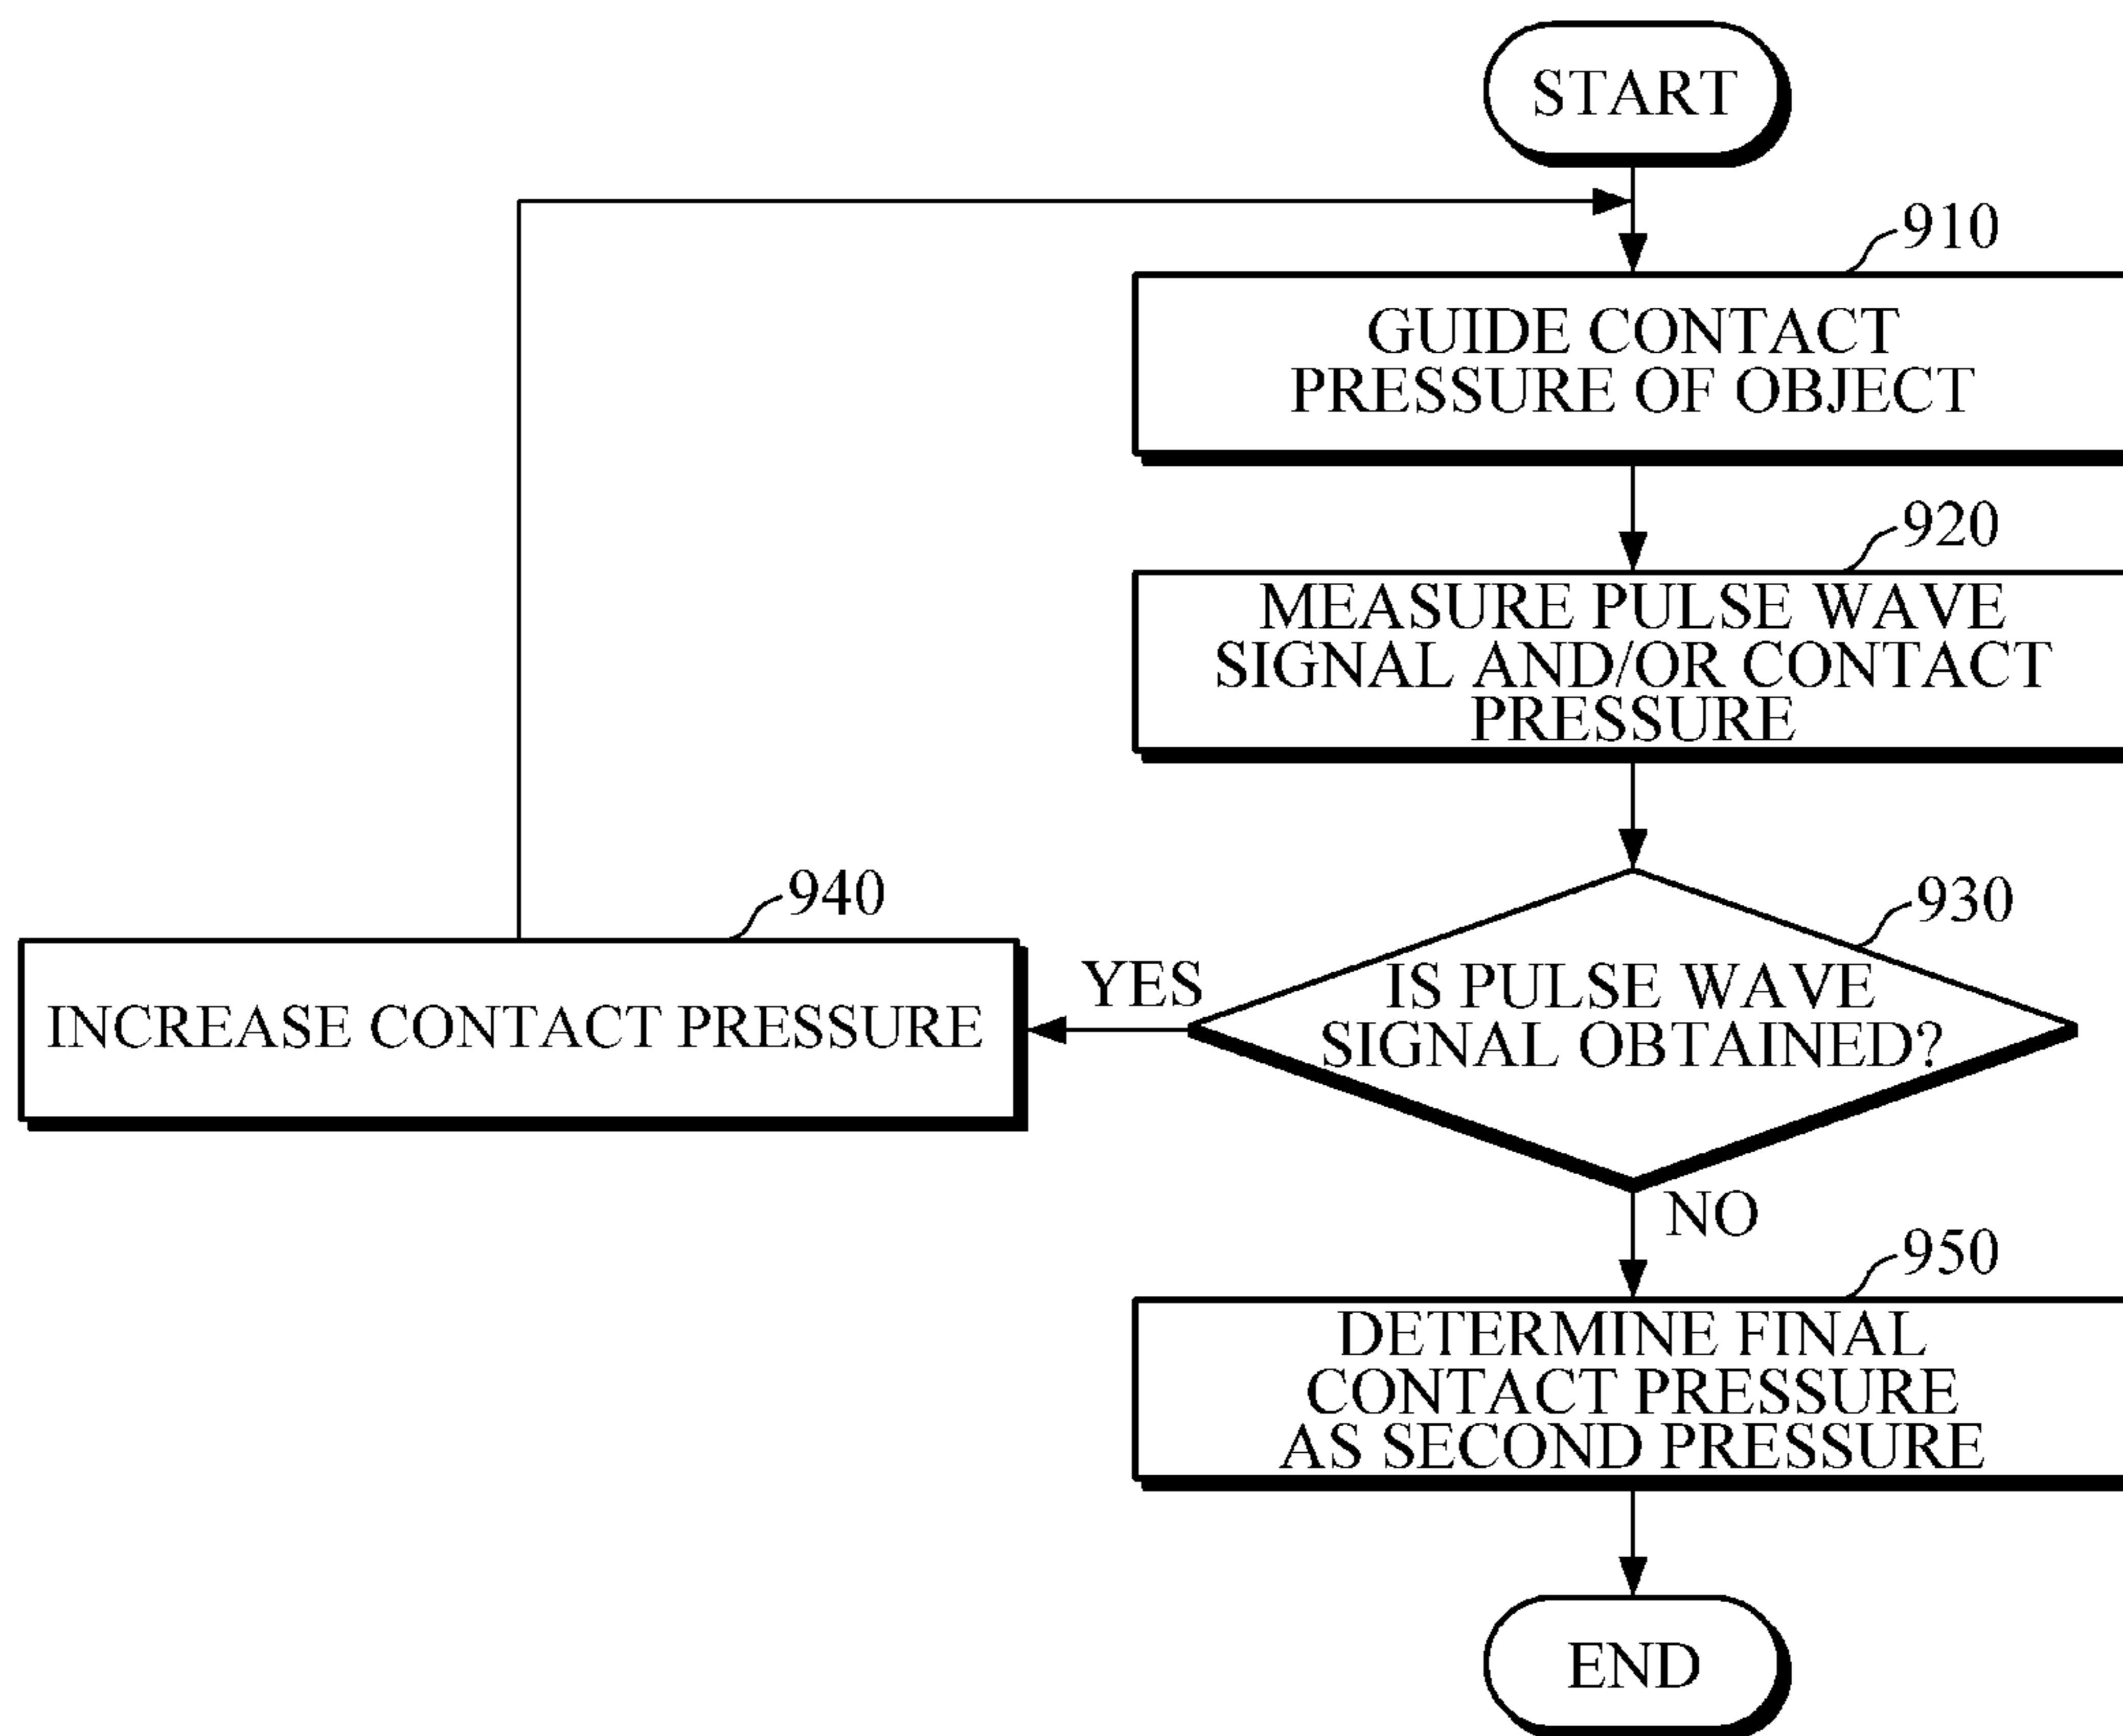 START
910
GUIDE CONTACT
PRESSURE OF OBJECT
920
MEASURE PULSE WAVE
SIGNAL AND/OR CONTACT
PRESSURE
930
IS PULSE WAVE
SIGNAL OBTAINED?
YES
940
INCREASE CONTACT PRESSURE
NO
950
DETERMINE FINAL
CONTACT PRESSURE
AS SECOND PRESSURE
END